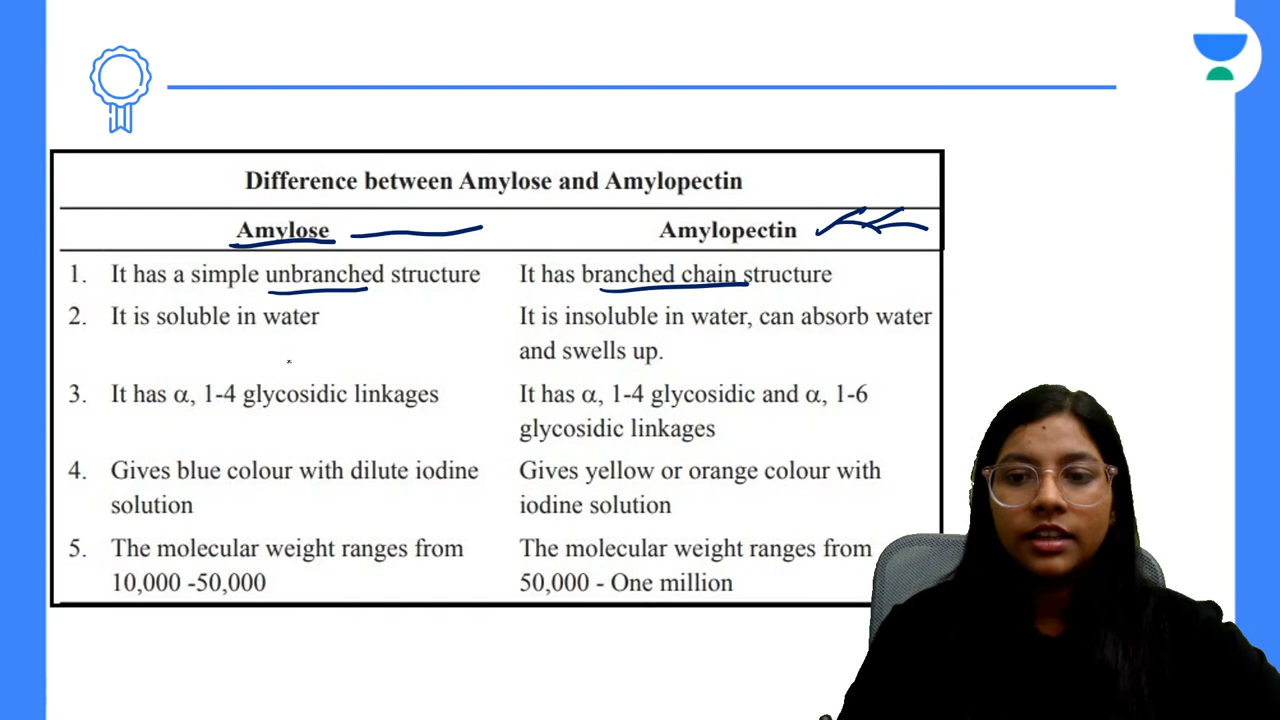 Difference between Amylose and Amylopectin
Amylose Amylopectin
1. It has a simple unbranched structure It has branched chain structure
2. It is soluble in water It is insoluble in water, can absorb water
and swells up.
3. It has α, 1-4 glycosidic linkages It has α, 1-4 glycosidic and α, 1-6
glycosidic linkages
4. Gives blue colour with dilute iodine Gives yellow or orange colour with
solution iodine solution
5. The molecular weight ranges from The molecular weight ranges from
10,000 -50,000 50,000 - One million